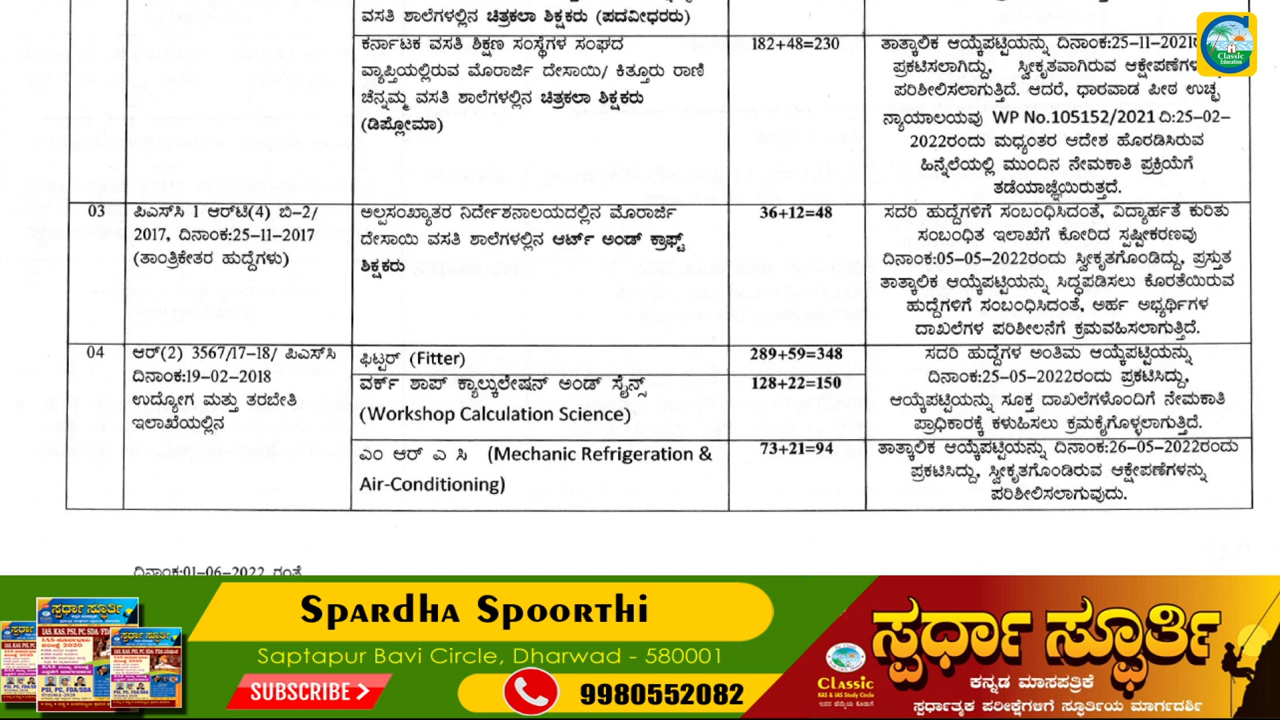 ವಸತಿ ಶಾಲೆಗಳಲ್ಲಿನ ಚಿತ್ರಕಲಾ ಶಿಕ್ಷಕರು (ಪದವೀಧರರು)
ಕರ್ನಾಟಕ ವಸತಿ ಶಿಕ್ಷಣ ಸಂಸ್ಥೆಗಳ ಸಂಘದ
ವ್ಯಾಪ್ತಿಯಲ್ಲಿರುವ ಮೊರಾರ್ಜಿ ದೇಸಾಯಿ/ ಕಿತ್ತೂರು ರಾಣಿ
ಚೆನ್ನಮ್ಮ ವಸತಿ ಶಾಲೆಗಳಲ್ಲಿನ ಚಿತ್ರಕಲಾ ಶಿಕ್ಷಕರು
(ಡಿಪ್ಲೋಮಾ)
182+48=230
ತಾತ್ಕಾಲಿಕ ಆಯ್ಕೆಪಟ್ಟಿಯನ್ನು ದಿನಾಂಕ:25-11-2021
ಪ್ರಕಟಿಸಲಾಗಿದ್ದು, ಸ್ವೀಕೃತವಾಗಿರುವ
ಪರಿಶೀಲಿಸಲಾಗುತ್ತಿದೆ. ಆದರೆ, ಧಾರವಾಡ ಪೀಠ ಉಚ್ಛ
ನ್ಯಾಯಾಲಯವು WP No.105152/2021 ದಿ:25-02-
2022ರಂದು ಮಧ್ಯಂತರ ಆದೇಶ ಹೊರಡಿಸಿರುವ
ಹಿನ್ನೆಲೆಯಲ್ಲಿ ಮುಂದಿನ ನೇಮಕಾತಿ ಪ್ರಕ್ರಿಯೆಗೆ
ತಡೆಯಾಜ್ಞೆಯಿರುತ್ತದೆ.
03
ಪಿಎಸ್‌ಸಿ 1 ಆರ್‌ಟಿ(4) ಬಿ-2/
2017, ದಿನಾಂಕ:25-11-2017
(ತಾಂತ್ರಿಕೇತರ ಹುದ್ದೆಗಳು)
ಅಲ್ಪಸಂಖ್ಯಾತರ ನಿರ್ದೇಶನಾಲಯದಲ್ಲಿನ ಮೊರಾರ್ಜಿ
ದೇಸಾಯಿ ವಸತಿ ಶಾಲೆಗಳಲ್ಲಿನ ಆರ್ಟ್ ಅಂಡ್ ಕ್ರಾಫ್ಟ್
ಶಿಕ್ಷಕರು
36+12=48
ಸದರಿ ಹುದ್ದೆಗಳಿಗೆ ಸಂಬಂಧಿಸಿದಂತೆ, ವಿದ್ಯಾರ್ಹತೆ ಕುರಿತು
ಸಂಬಂಧಿತ ಇಲಾಖೆಗೆ ಕೋರಿದ ಸ್ಪಷ್ಟೀಕರಣವು
ದಿನಾಂಕ:05-05-2022ರಂದು ಸ್ವೀಕೃತಗೊಂಡಿದ್ದು, ಪ್ರಸ್ತುತ
ತಾತ್ಕಾಲಿಕ ಆಯ್ಕೆಪಟ್ಟಿಯನ್ನು ಸಿದ್ಧಪಡಿಸಲು ಕೊರತೆಯಿರುವ
ಹುದ್ದೆಗಳಿಗೆ ಸಂಬಂಧಿಸಿದಂತೆ, ಅರ್ಹ ಅಭ್ಯರ್ಥಿಗಳ
ದಾಖಲೆಗಳ ಪರಿಶೀಲನೆಗೆ ಕ್ರಮವಹಿಸಲಾಗುತ್ತಿದೆ.
04
ಆರ್(2) 3567/17-18/ ಪಿಎಸ್‌ಸಿ
ದಿನಾಂಕ:19-02-2018
ಉದ್ಯೋಗ ಮತ್ತು ತರಬೇತಿ
ಇಲಾಖೆಯಲ್ಲಿನ
ಫಿಟ್ಟರ್ (Fitter)
289+59=348
ವರ್ಕ್ ಶಾಪ್ ಕ್ಯಾಲ್ಕುಲೇಷನ್ ಅಂಡ್ ಸೈನ್ಸ್
(Workshop Calculation Science)
128+22=150
ಸದರಿ ಹುದ್ದೆಗಳ ಅಂತಿಮ ಆಯ್ಕೆಪಟ್ಟಿಯನ್ನು
ದಿನಾಂಕ:25-05-2022ರಂದು ಪ್ರಕಟಿಸಿದ್ದು,
ಆಯ್ಕೆಪಟ್ಟಿಯನ್ನು ಸೂಕ್ತ ದಾಖಲೆಗಳೊಂದಿಗೆ ನೇಮಕಾತಿ
ಪ್ರಾಧಿಕಾರಕ್ಕೆ ಕಳುಹಿಸಲು ಕ್ರಮಕೈಗೊಳ್ಳಲಾಗುತ್ತಿದೆ.
ಎಂ ಆರ್ ಎ ಸಿ (Mechanic Refrigeration &
Air-Conditioning)
73+21=94
ತಾತ್ಕಾಲಿಕ ಆಯ್ಕೆಪಟ್ಟಿಯನ್ನು ದಿನಾಂಕ:26-05-2022ರಂದು
ಪ್ರಕಟಿಸಿದ್ದು, ಸ್ವೀಕೃತಗೊಂಡಿರುವ ಆಕ್ಷೇಪಣೆಗಳನ್ನು
ಪರಿಶೀಲಿಸಲಾಗುವುದು.
ದಿನಾಂಕ:01-06-2022 ರಂತೆ
Classic
Education
Spardha Spoorthi
Saptapur Bavi Circle, Dharwad - 580001
SUBSCRIBE
9980552082
ಸ್ಪರ್ಧಾ ಸ್ಫೂರ್ತಿ
Classic
KAS & IAS Study Circle
ಕನ್ನಡ ಮಾಸಪತ್ರಿಕೆ
ಸ್ಪರ್ಧಾತ್ಮಕ ಪರೀಕ್ಷೆಗಳಿಗೆ ಸ್ಫೂರ್ತಿಯ ಮಾರ್ಗದರ್ಶಿ